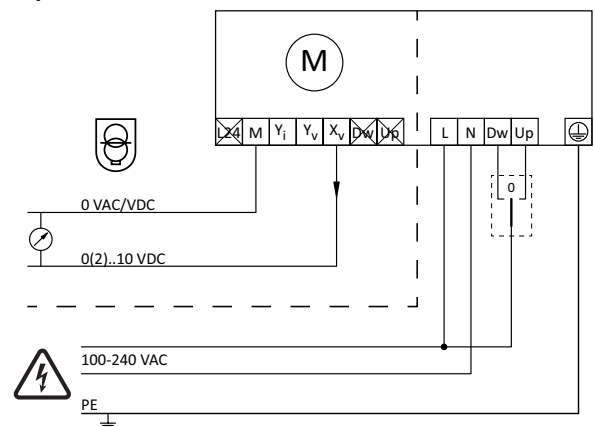 M
L24 M Yi Yv Xv Dw Up L N Dw Up
0
0 VAC/VDC
0(2)..10 VDC
100-240 VAC
PE